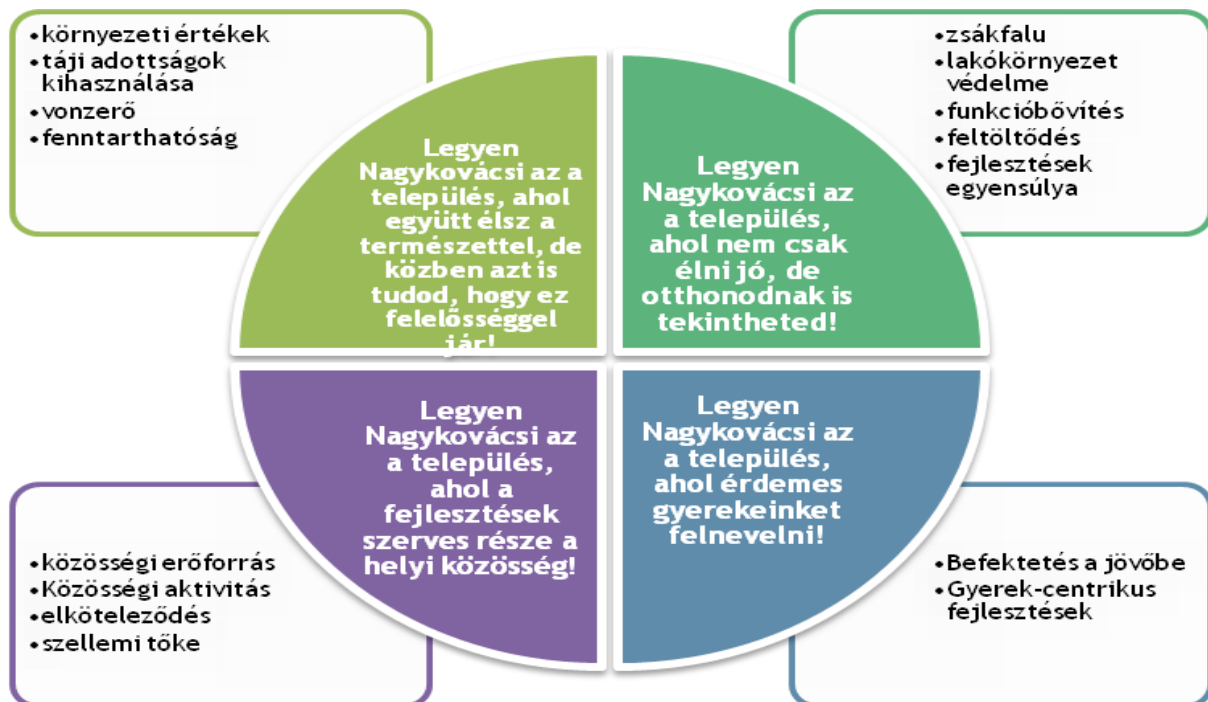 •környezeti értékek
•táji adottságok
kihasználása
•vonzerő
•fenntarthatóság
Legyen
Nagykovácsi az a
település, ahol
együtt élsz a
természettel, de
közben azt is
tudod, hogy ez
felelősséggel
jár!
•zsákfalu
•lakókörnyezet
védelme
•funkcióbővítés
•feltöltődés
•fejlesztések
egyensúlya
Legyen
Nagykovácsi az
a település,
ahol nem csak
élni jó, de
otthonodnak is
tekintheted!
•közösségi erőforrás
•Közösségi aktivitás
•elköteleződés
•szellemi tőke
Legyen
Nagykovácsi az
a település,
ahol a
fejlesztések
szerves része a
helyi közösség!
Legyen
Nagykovácsi az
a település,
ahol érdemes
gyerekeinket
felnevelni!
•Befektetés a jövőbe
•Gyerek-centrikus
fejlesztések